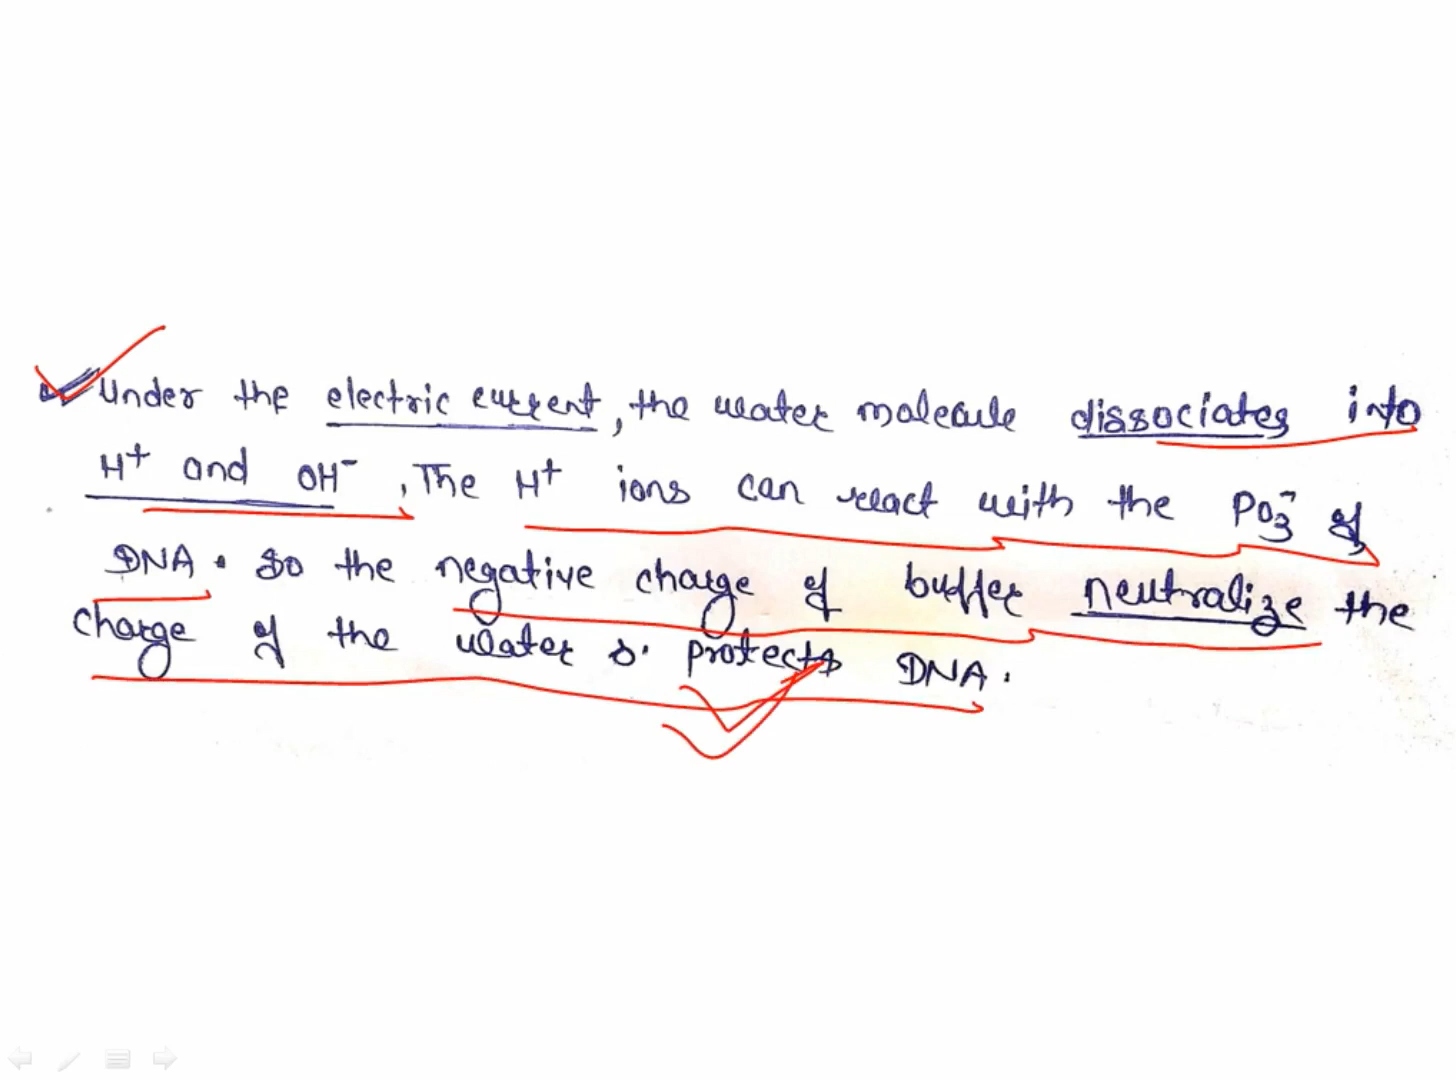 Under the electric current, the water molecule dissociates into
H⁺ and OH⁻, The H⁺ ions can react with the PO₃⁻ of
DNA. So the negative charge of buffer neutralize the
charge of the water & protects DNA.